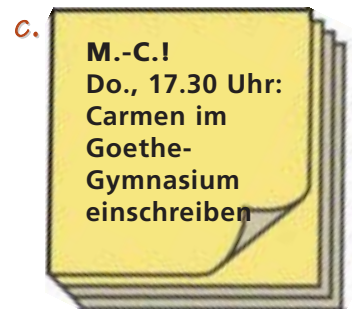 c.
M.-C.!
Do., 17.30 Uhr:
Carmen im
Goethe-
Gymnasium
einschreiben